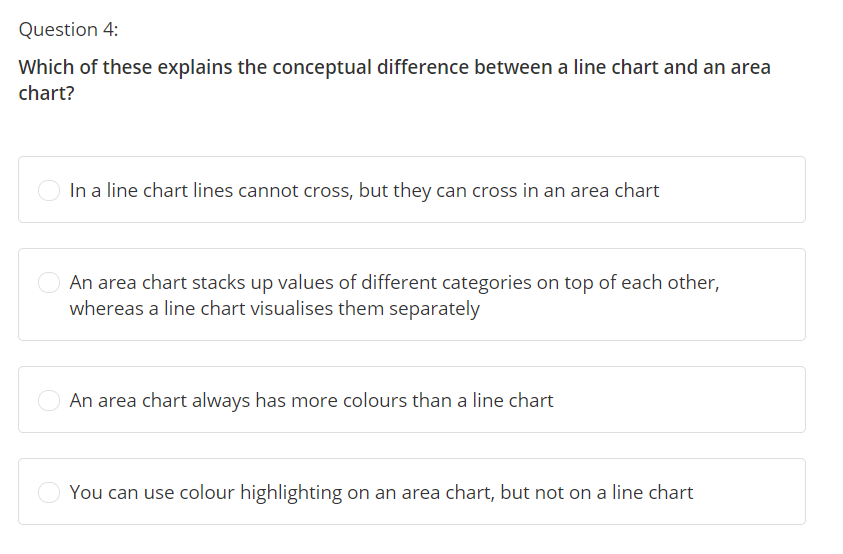 Question 4:
Which of these explains the conceptual difference between a line chart and an area
chart?
In a line chart lines cannot cross, but they can cross in an area chart
An area chart stacks up values of different categories on top of each other,
whereas a line chart visualises them separately
An area chart always has more colours than a line chart
You can use colour highlighting on an area chart, but not on a line chart